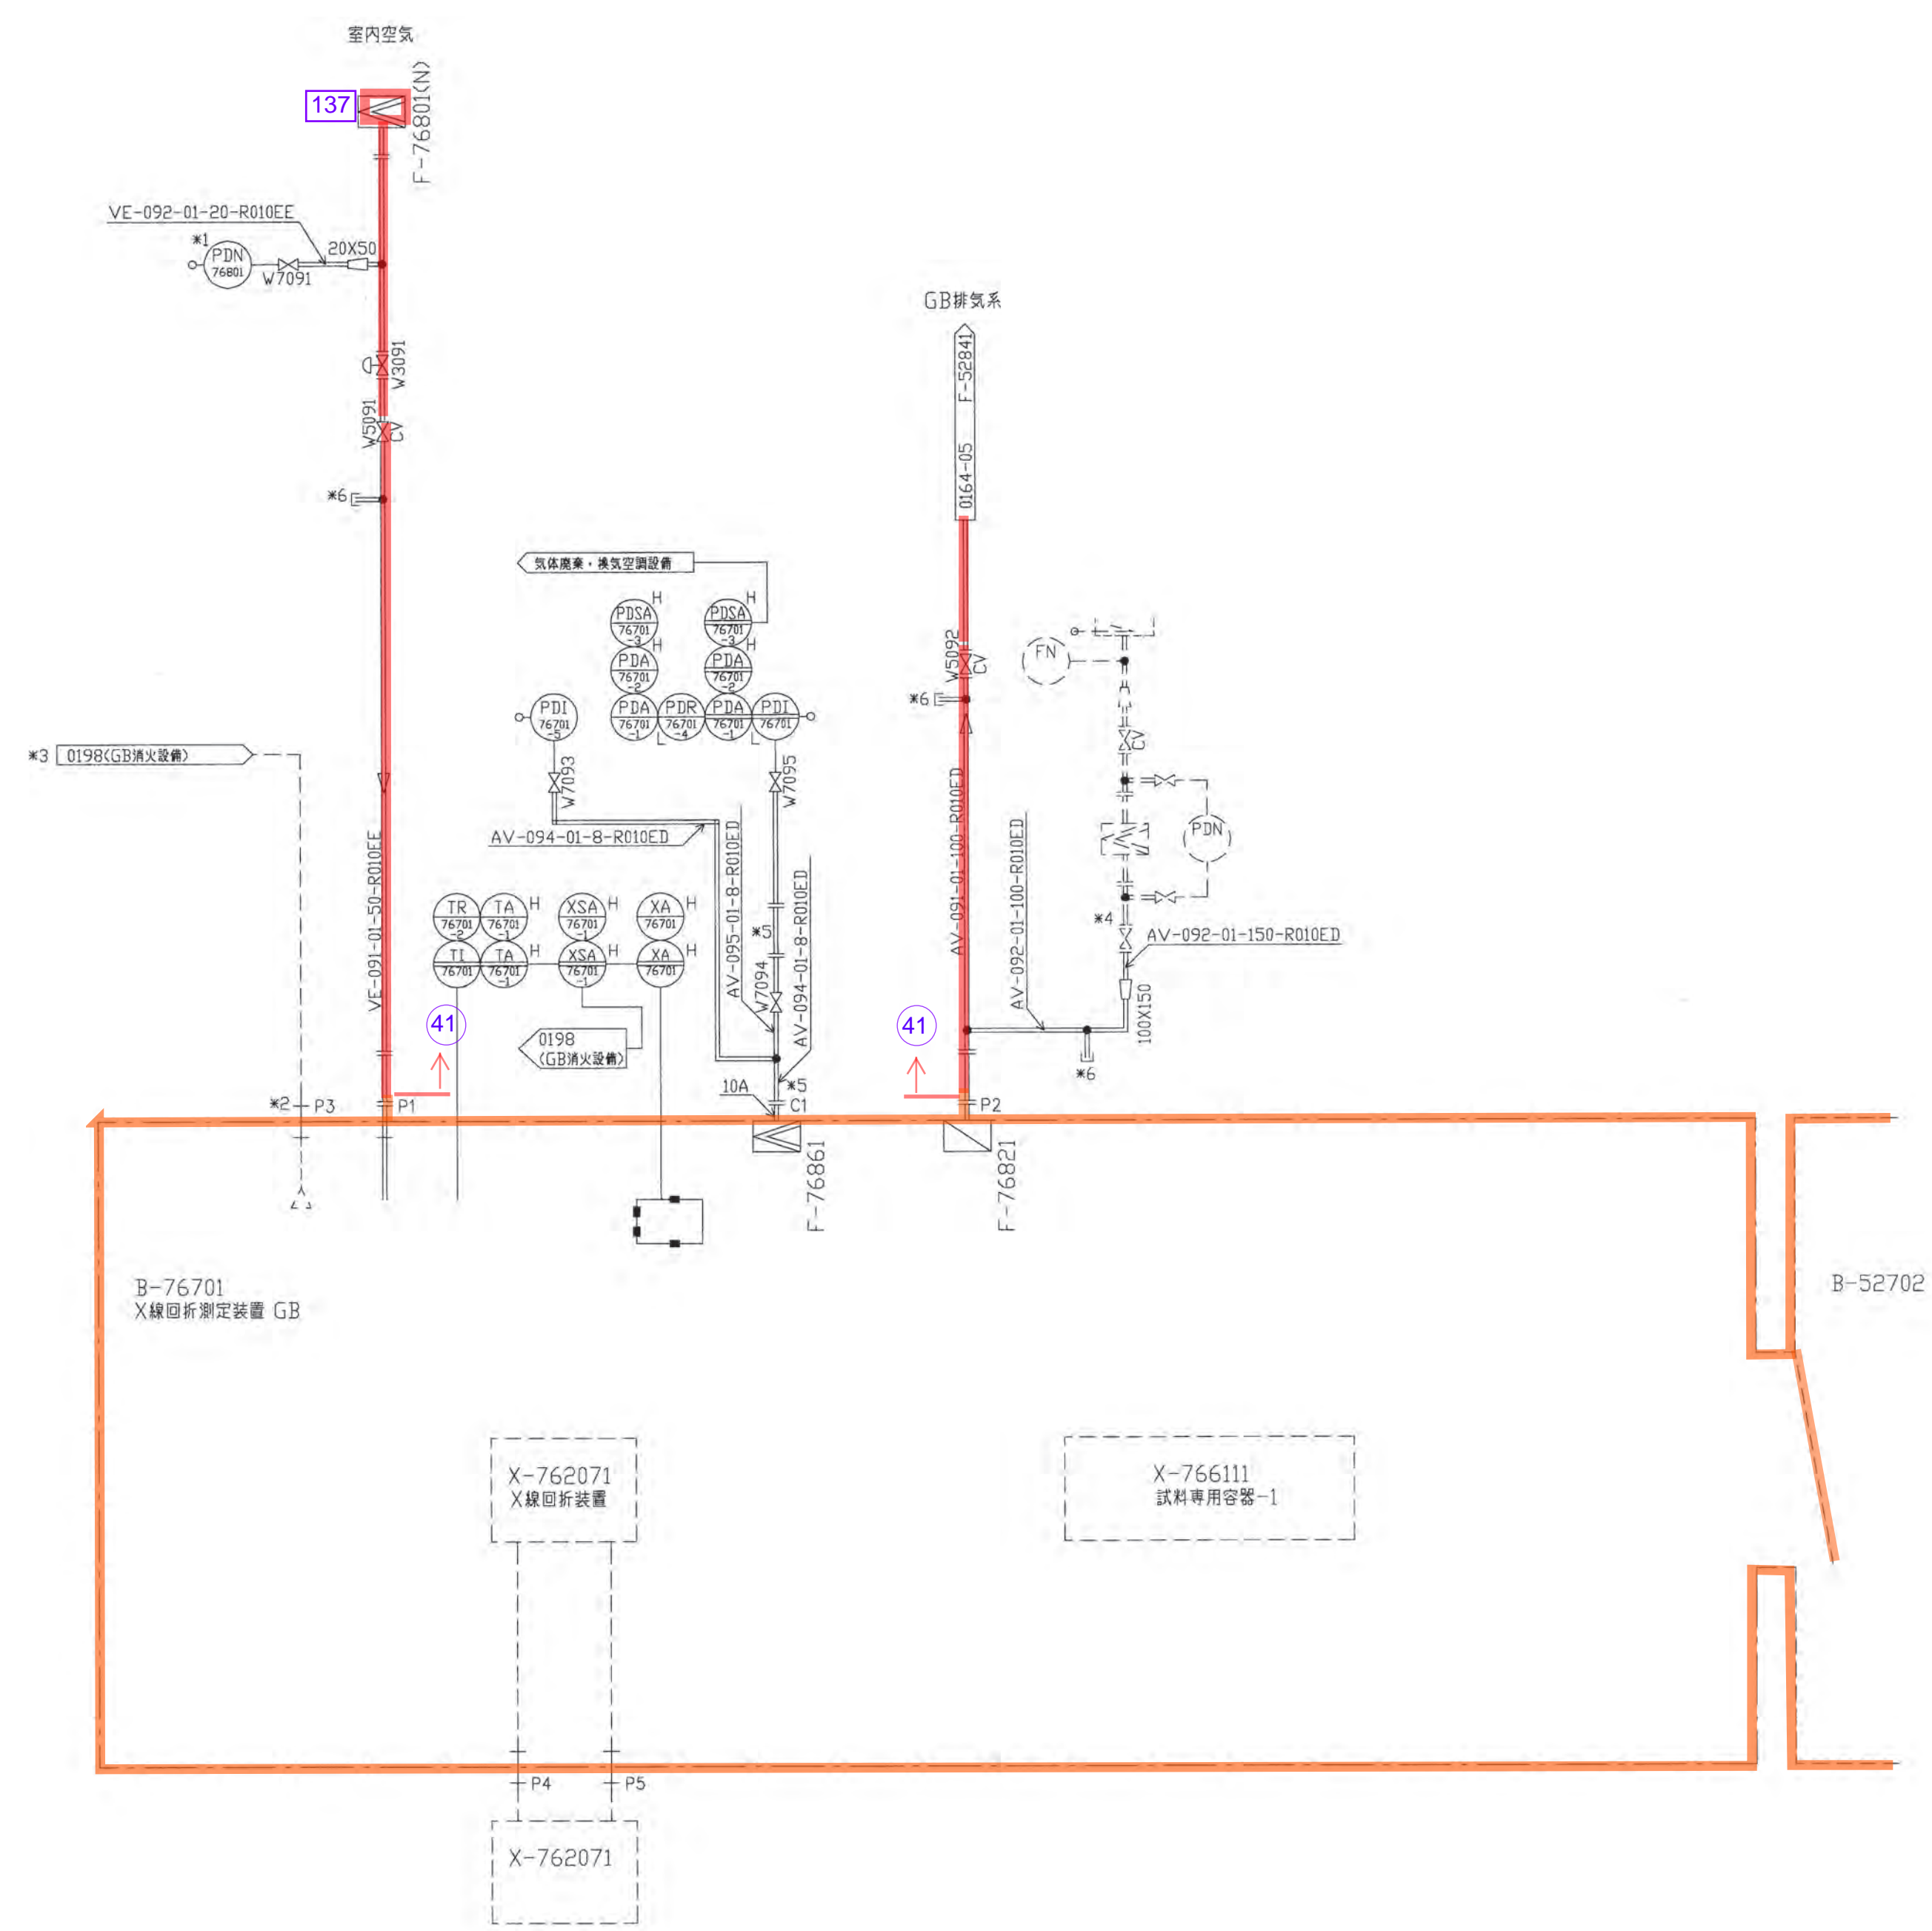 室内空気
137
F-76801(N)
VE-092-01-20-R010EE
*1
PDN
76801
W7091
20X50
W3091
W5091
CV
*6
VE-091-01-50-R010EE
*3
0198(GB消火設備)
*2
P3
P1
41
気体廃棄・換気空調設備
PDSA
76701
-3
H
PDSA
76701
-3
H
PDA
76701
-2
H
PDA
76701
-2
H
PDI
76701
-5
PDA
76701
-1
L
PDR
76701
-4
PDA
76701
-1
L
PDI
76701
W7093
W7095
AV-094-01-8-R010ED
AV-095-01-8-R010ED
*5
W7094
AV-094-01-8-R010ED
TR
76701
-2
TA
76701
-1
H
XSA
76701
-1
H
XA
76701
H
TI
76701
TA
76701
-1
H
XSA
76701
-1
H
XA
76701
H
0198
(GB消火設備)
10A
*5
C1
F-76861
GB排気系
0164-05 F-52841
W5092
CV
*6
AV-091-01-100-R010ED
41
P2
F-76821
FN
CV
PDN
*4
AV-092-01-150-R010ED
AV-092-01-100-R010ED
100X150
*6
B-76701
X線回折測定装置 GB
B-52702
X-762071
X線回折装置
X-766111
試料専用容器-1
P4
P5
X-762071